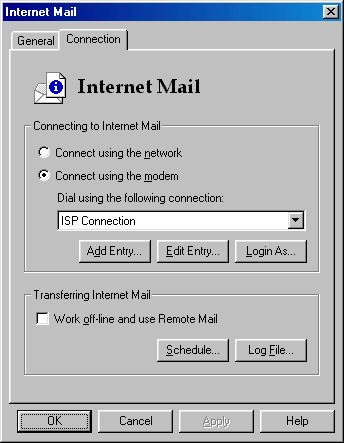 Internet Mail
General Connection
Internet Mail
Connecting to Internet Mail
Connect using the network
Connect using the modem
Dial using the following connection:
ISP Connection
Add Entry... Edit Entry... Login As...
Transferring Internet Mail
Work off-line and use Remote Mail
Schedule... Log File...
OK Cancel Apply Help